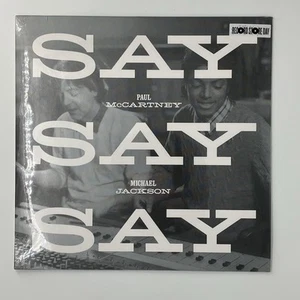 RECORD STORE DAY
SAY
PAUL
McCARTNEY
SAY
MICHAEL
JACKSON
SAY